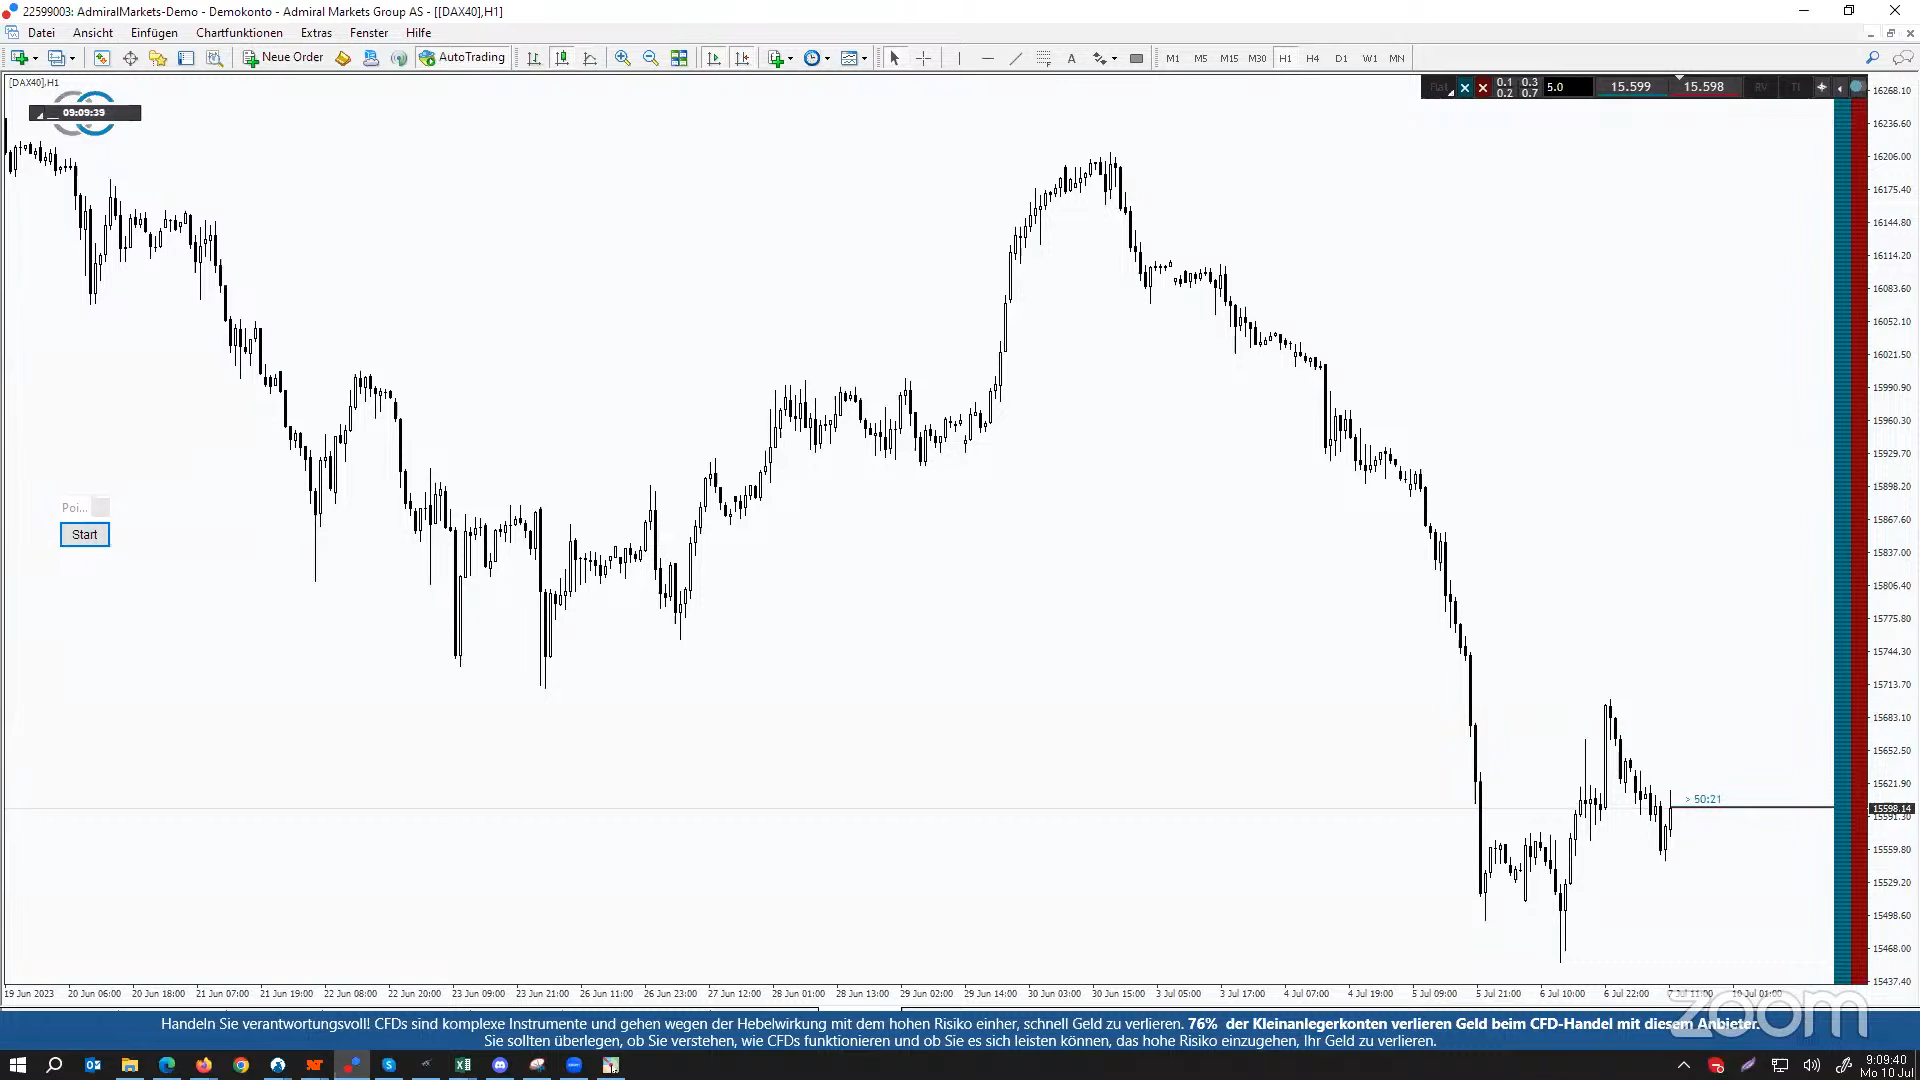 22599003: AdmiralMarkets-Demo - Demokonto - Admiral Markets Group AS - [[DAX40],H1]
Datei Ansicht Einfügen Chartfunktionen Extras Fenster Hilfe
Neue Order AutoTrading A M1 M5 M15 M30 H1 H4 D1 W1 MN
[DAX40],H1
09:09:39
Flat 0.1 0.3 0.2 0.7 5.0 15.599 15.598 RV TI
16268.10
16236.60
16206.00
16175.40
16144.80
16114.20
16083.60
16052.10
16021.50
15990.90
15960.30
15929.70
15898.20
Poi...
15867.60
Start
15837.00
15806.40
15775.80
15744.30
15713.70
15683.10
15652.50
15621.90
> 50:21
15598.14
15591.30
15559.80
15529.20
15498.60
15468.00
15437.40
19 Jun 2023 20 Jun 06:00 20 Jun 18:00 21 Jun 07:00 21 Jun 19:00 22 Jun 08:00 22 Jun 20:00 23 Jun 09:00 23 Jun 21:00 26 Jun 11:00 26 Jun 23:00 27 Jun 12:00 28 Jun 01:00 28 Jun 13:00 29 Jun 02:00 29 Jun 14:00 30 Jun 03:00 30 Jun 15:00 3 Jul 05:00 3 Jul 17:00 4 Jul 07:00 4 Jul 19:00 5 Jul 09:00 5 Jul 21:00 6 Jul 10:00 6 Jul 22:00 7 Jul 11:00 10 Jul 01:00
zoom
Handeln Sie verantwortungsvoll! CFDs sind komplexe Instrumente und gehen wegen der Hebelwirkung mit dem hohen Risiko einher, schnell Geld zu verlieren. 76% der Kleinanlegerkonten verlieren Geld beim CFD-Handel mit diesem Anbieter.
Sie sollten überlegen, ob Sie verstehen, wie CFDs funktionieren und ob Sie es sich leisten können, das hohe Risiko einzugehen, Ihr Geld zu verlieren.
9:09:40
Mo 10 Jul